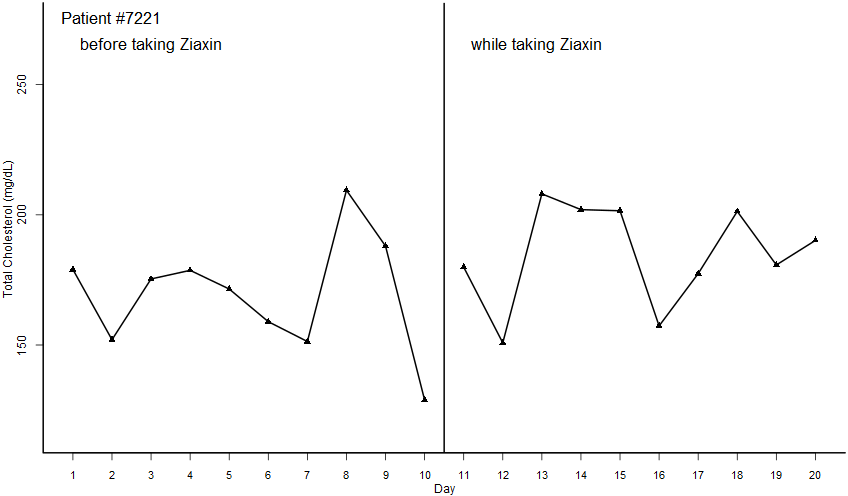 Patient #7221
before taking Ziaxin
while taking Ziaxin
250
200
150
Total Cholesterol (mg/dL)
1 2 3 4 5 6 7 8 9 10 11 12 13 14 15 16 17 18 19 20
Day